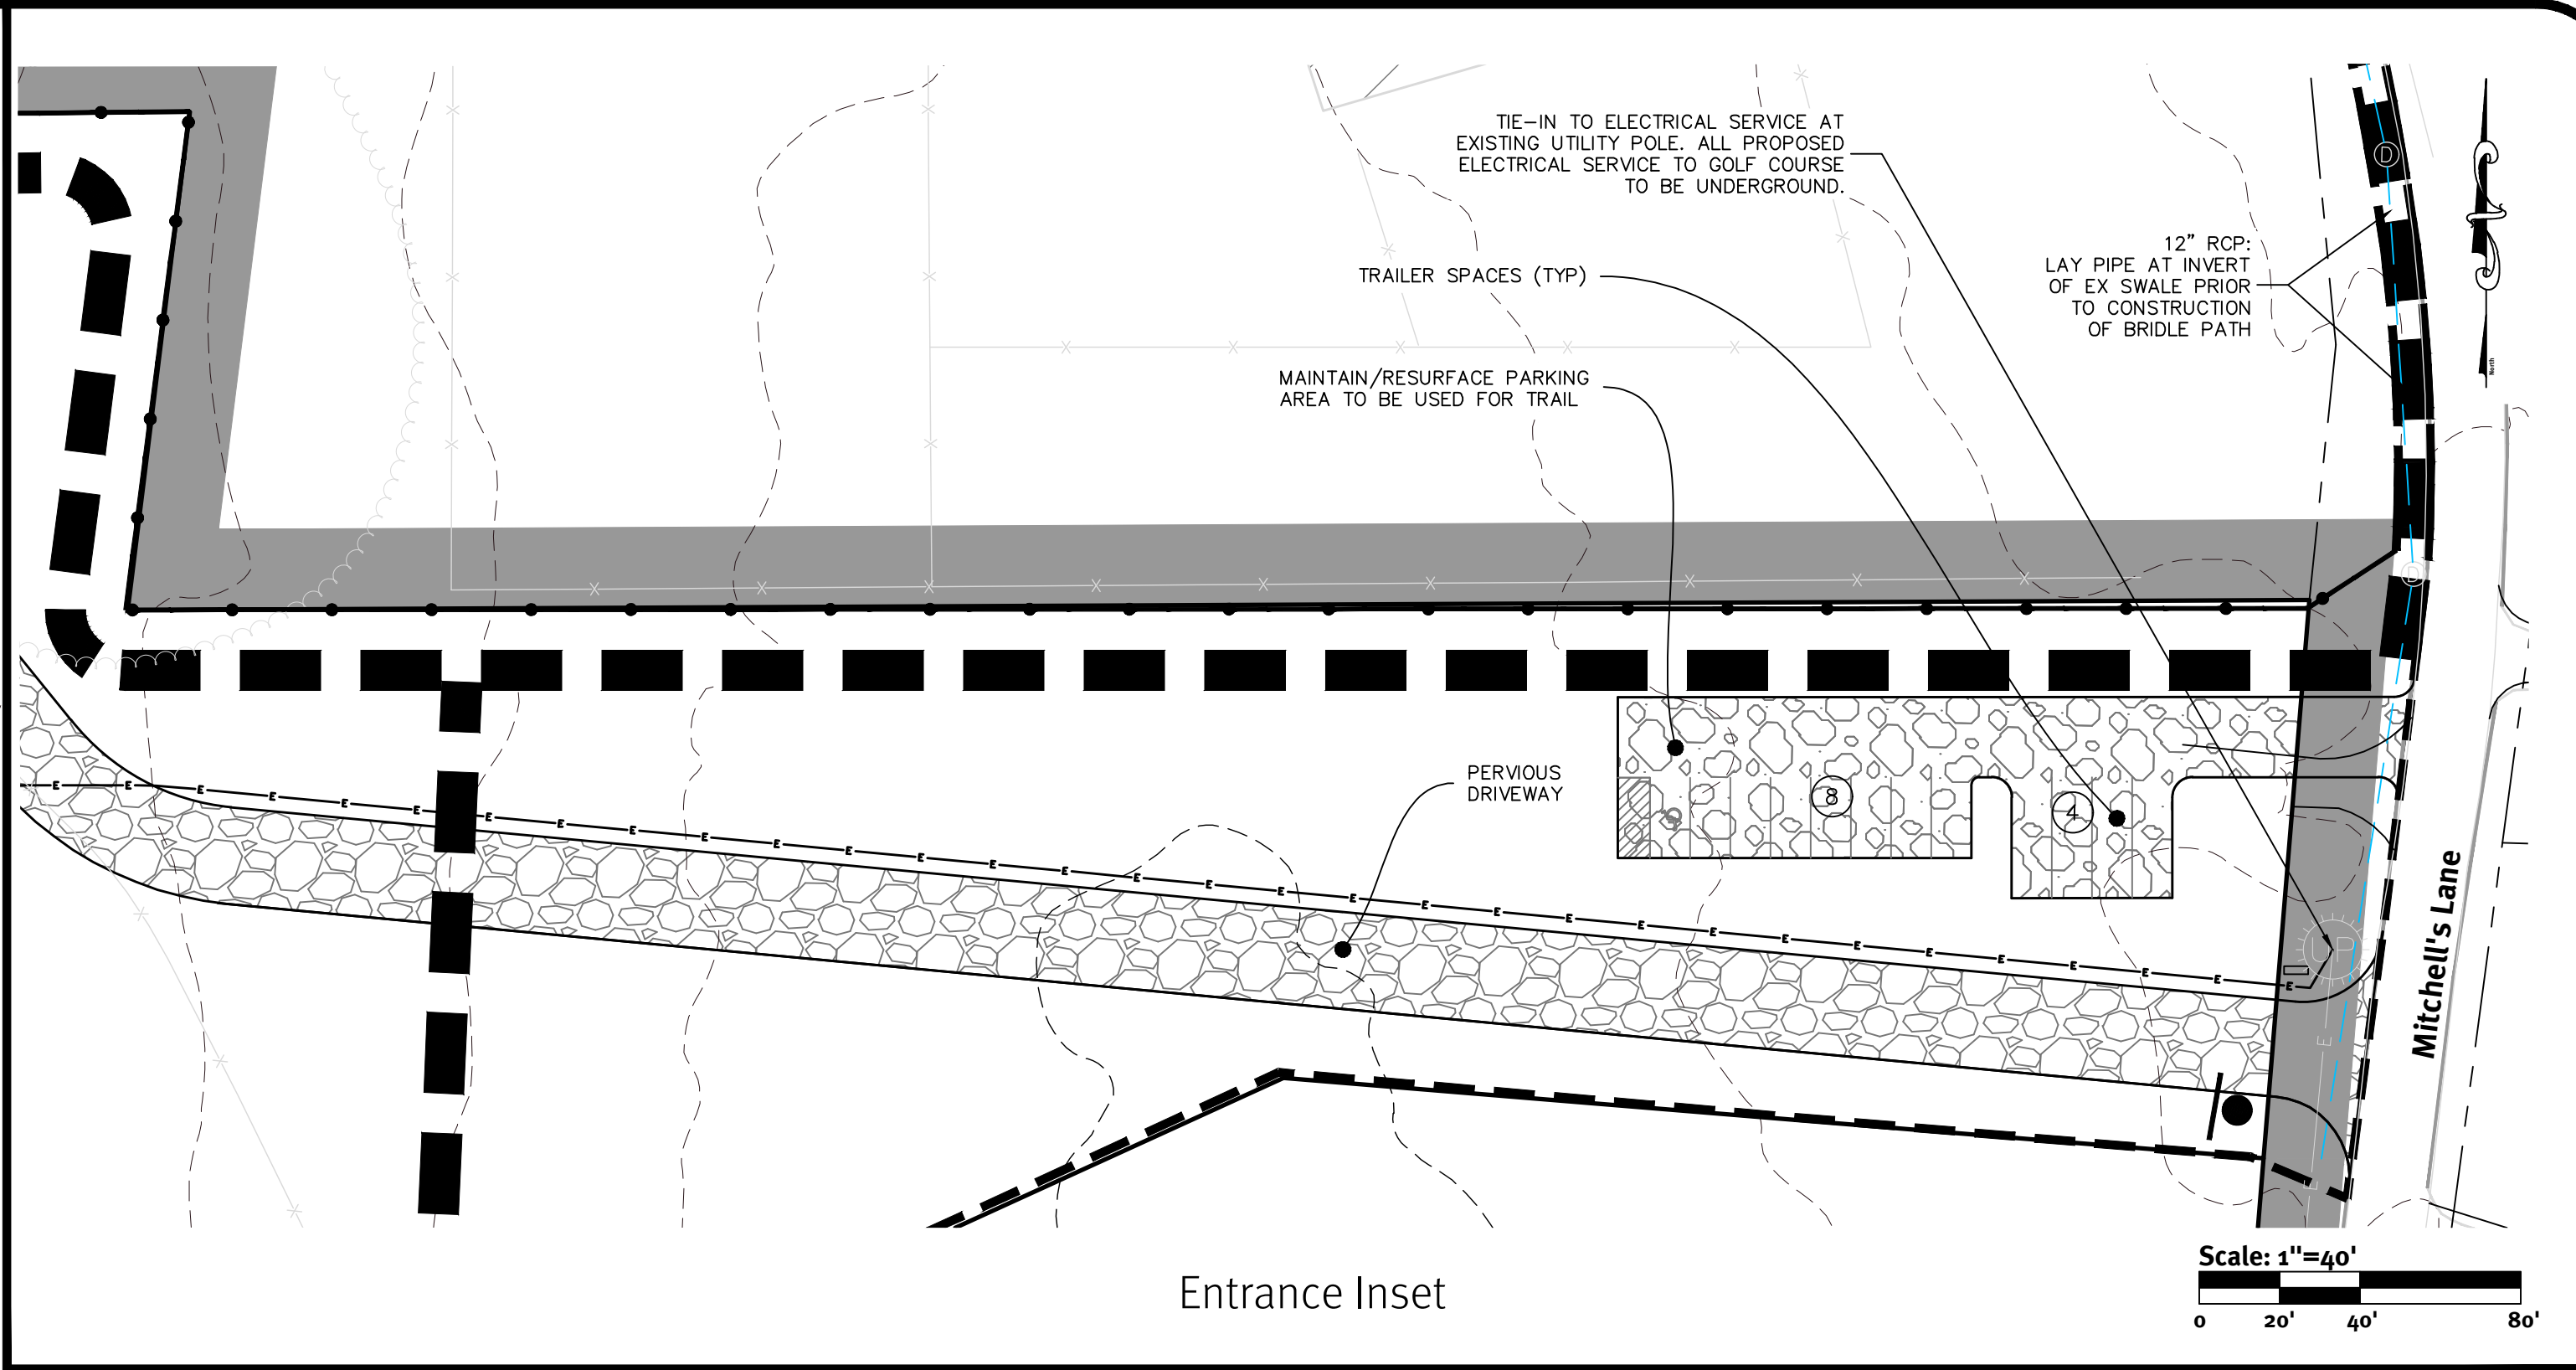 TIE-IN TO ELECTRICAL SERVICE AT
EXISTING UTILITY POLE. ALL PROPOSED
ELECTRICAL SERVICE TO GOLF COURSE
TO BE UNDERGROUND.
D
12" RCP:
LAY PIPE AT INVERT
OF EX SWALE PRIOR
TO CONSTRUCTION
OF BRIDLE PATH
North
TRAILER SPACES (TYP)
MAINTAIN/RESURFACE PARKING
AREA TO BE USED FOR TRAIL
D
PERVIOUS
DRIVEWAY
8
4
UP
E
Mitchell's Lane
Entrance Inset
Scale: 1"=40'
0 20' 40' 80'